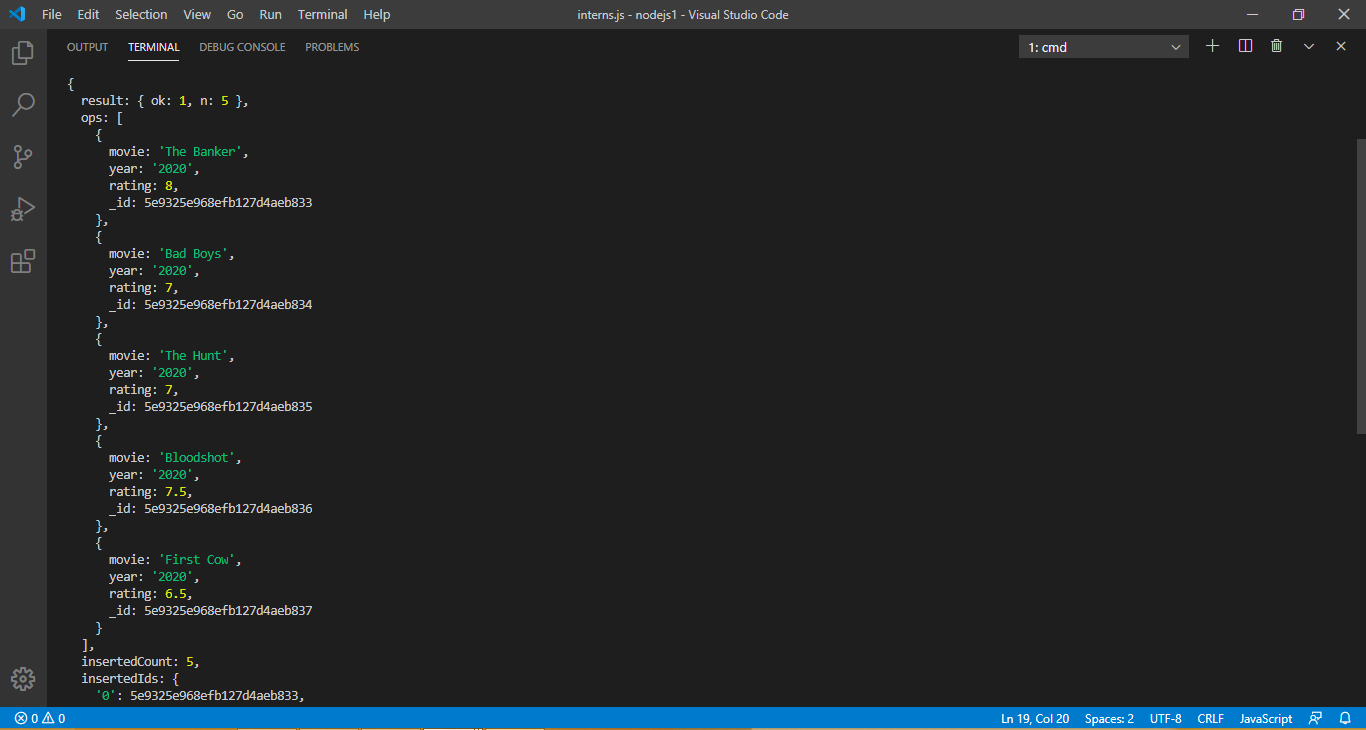 File Edit Selection View Go Run Terminal Help
interns.js - nodejs1 - Visual Studio Code
OUTPUT TERMINAL DEBUG CONSOLE PROBLEMS
1: cmd
{
result: { ok: 1, n: 5 },
ops: [
{
movie: 'The Banker',
year: '2020',
rating: 8,
_id: 5e9325e968efb127d4aeb833
},
{
movie: 'Bad Boys',
year: '2020',
rating: 7,
_id: 5e9325e968efb127d4aeb834
},
{
movie: 'The Hunt',
year: '2020',
rating: 7,
_id: 5e9325e968efb127d4aeb835
},
{
movie: 'Bloodshot',
year: '2020',
rating: 7.5,
_id: 5e9325e968efb127d4aeb836
},
{
movie: 'First Cow',
year: '2020',
rating: 6.5,
_id: 5e9325e968efb127d4aeb837
}
],
insertedCount: 5,
insertedIds: {
'0': 5e9325e968efb127d4aeb833,
0 0
Ln 19, Col 20 Spaces: 2 UTF-8 CRLF JavaScript